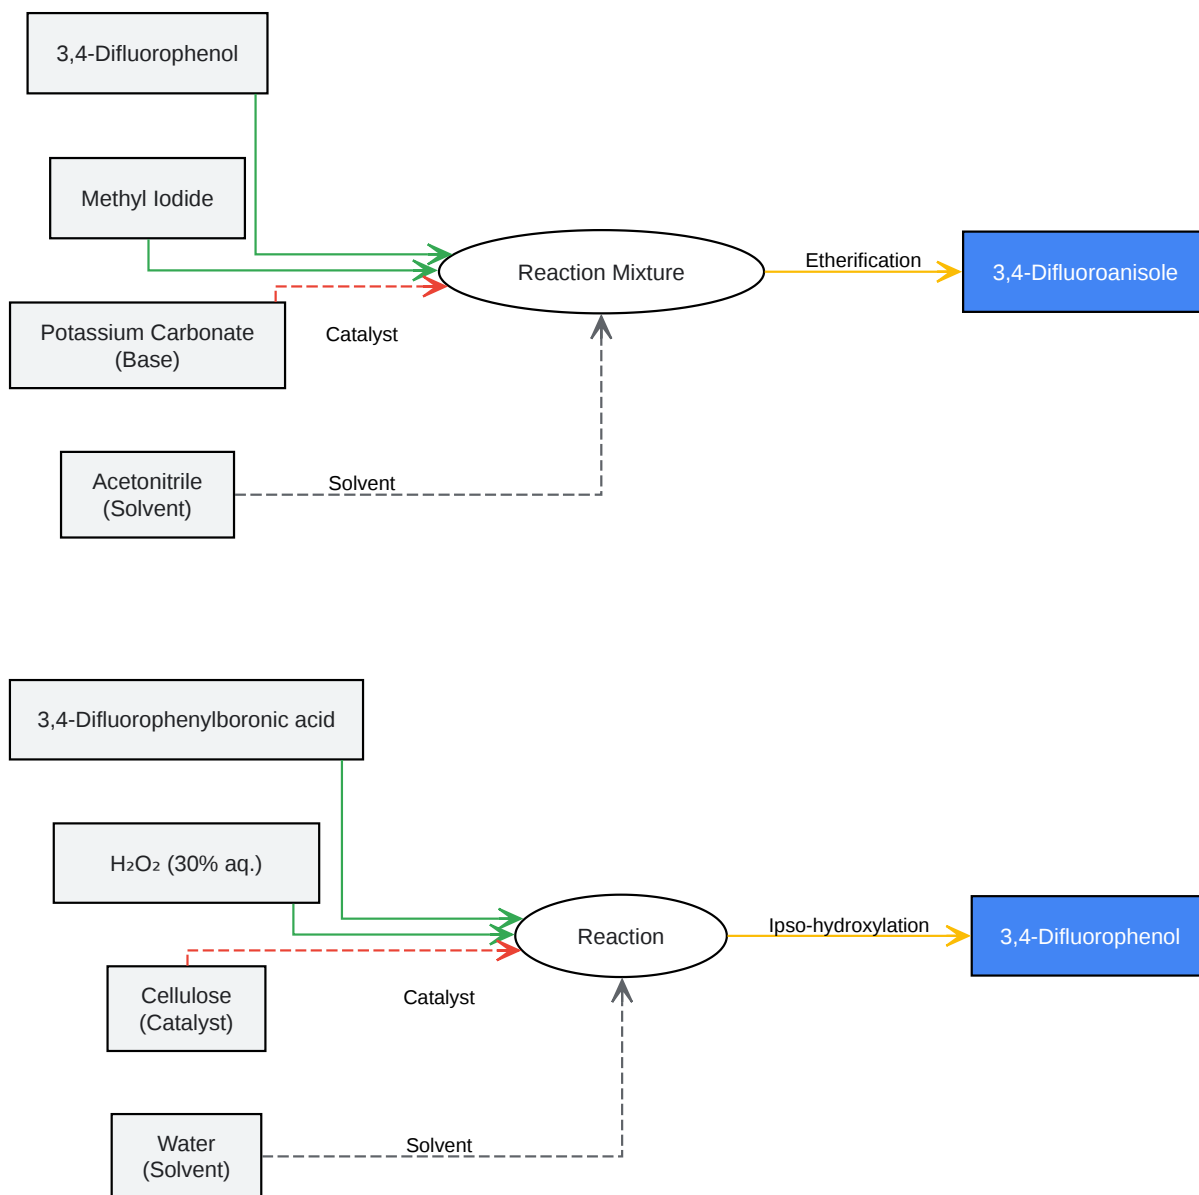 3,4-Difluorophenol
Methyl Iodide
Reaction Mixture
Etherification
3,4-Difluoroanisole
Potassium Carbonate
(Base)
Catalyst
Acetonitrile
(Solvent)
Solvent
3,4-Difluorophenylboronic acid
H₂O₂ (30% aq.)
Reaction
Ipso-hydroxylation
3,4-Difluorophenol
Cellulose
(Catalyst)
Catalyst
Water
(Solvent)
Solvent